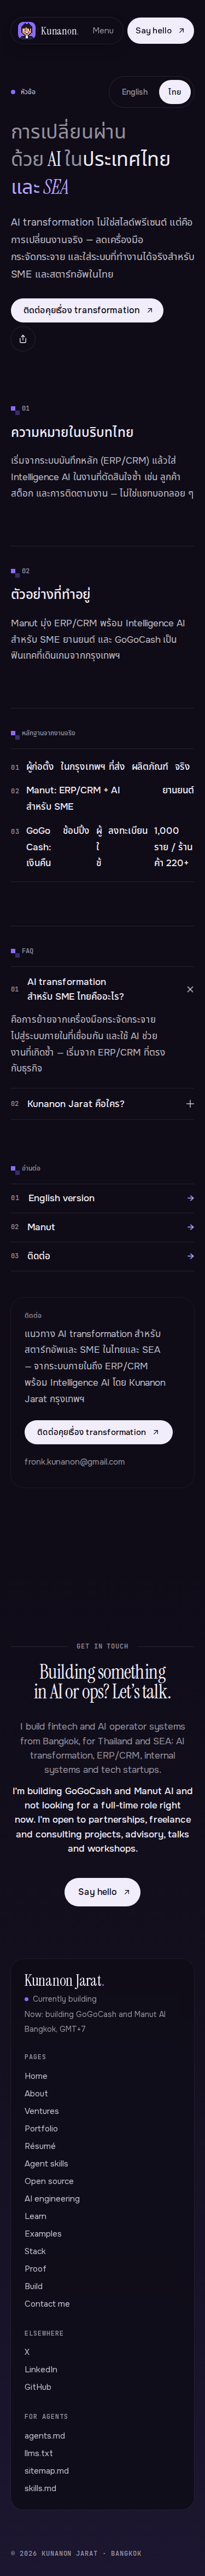 Kunanon.
Menu
Say hello
หัวข้อ
English
ไทย
การเปลี่ยนผ่าน
ด้วย AI ในประเทศไทย
และ SEA
AI transformation ไม่ใช่สไลด์พรีเซนต์ แต่คือ
การเปลี่ยนงานจริง — ลดเครื่องมือ
กระจัดกระจาย และใส่ระบบที่ทำงานได้จริงสำหรับ
SME และสตาร์ทอัพในไทย
ติดต่อคุยเรื่อง transformation
01
ความหมายในบริบทไทย
เริ่มจากระบบบันทึกหลัก (ERP/CRM) แล้วใส่
Intelligence AI ในงานที่ตัดสินใจซ้ำ เช่น ลูกค้า
สต็อก และการติดตามงาน — ไม่ใช่แชทบอทลอย ๆ
02
ตัวอย่างที่ทำอยู่
Manut มุ่ง ERP/CRM พร้อม Intelligence AI
สำหรับ SME ยานยนต์ และ GoGoCash เป็น
ฟินเทคที่เดินเกมจากกรุงเทพฯ
หลักฐานจากงานจริง
01 ผู้ก่อตั้ง ในกรุงเทพฯ ที่ส่ง ผลิตภัณฑ์ จริง
02 Manut: ERP/CRM + AI ยานยนต์
สำหรับ SME
03 GoGo ช้อปปิ้ง ผู้ ลงทะเบียน 1,000
Cash: ใ ราย / ร้าน
เงินคืน ช้ ค้า 220+
FAQ
01 AI transformation
สำหรับ SME ไทยคืออะไร?
คือการย้ายจากเครื่องมือกระจัดกระจาย
ไปสู่ระบบภายในที่เชื่อมกัน และใช้ AI ช่วย
งานที่เกิดซ้ำ — เริ่มจาก ERP/CRM ที่ตรง
กับธุรกิจ
02 Kunanon Jarat คือใคร?
อ่านต่อ
01 English version
02 Manut
03 ติดต่อ
ติดต่อ
แนวทาง AI transformation สำหรับ
สตาร์ทอัพและ SME ในไทยและ SEA
— จากระบบภายในถึง ERP/CRM
พร้อม Intelligence AI โดย Kunanon
Jarat กรุงเทพฯ
ติดต่อคุยเรื่อง transformation
fronk.kunanon@gmail.com
GET IN TOUCH
Building something
in AI or ops? Let's talk.
I build fintech and AI operator systems
from Bangkok, for Thailand and SEA: AI
transformation, ERP/CRM, internal
systems and tech startups.
I'm building GoGoCash and Manut AI and
not looking for a full-time role right
now. I'm open to partnerships, freelance
and consulting projects, advisory, talks
and workshops.
Say hello
Kunanon Jarat.
Currently building
Now: building GoGoCash and Manut AI
Bangkok, GMT+7
PAGES
Home
About
Ventures
Portfolio
Résumé
Agent skills
Open source
AI engineering
Learn
Examples
Stack
Proof
Build
Contact me
ELSEWHERE
X
LinkedIn
GitHub
FOR AGENTS
agents.md
llms.txt
sitemap.md
skills.md
© 2026 KUNANON JARAT · BANGKOK